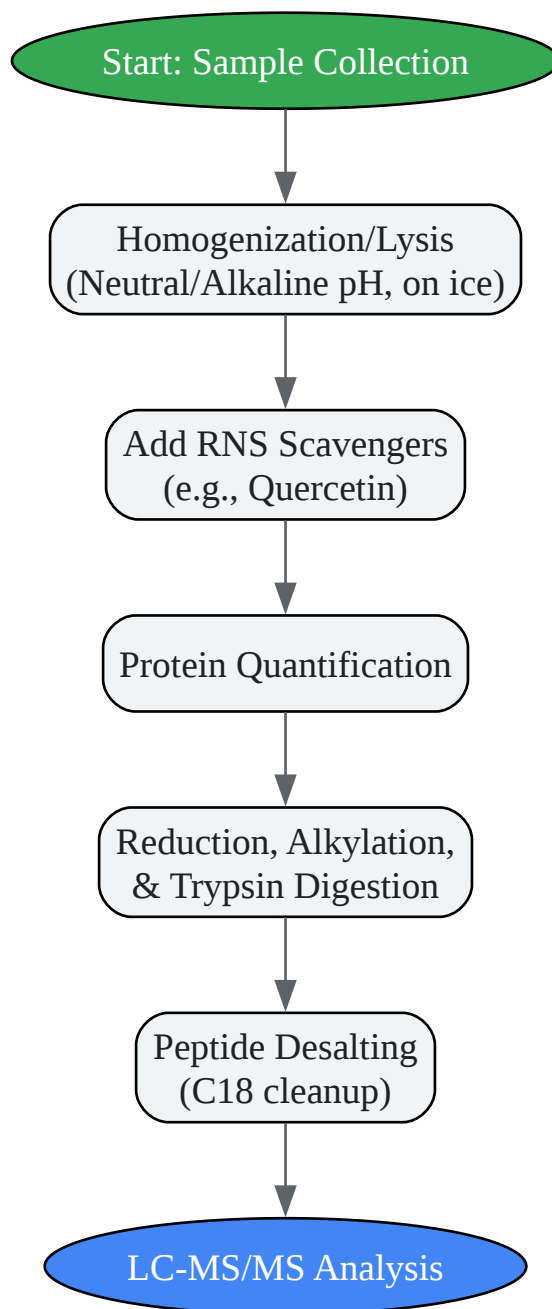 Start: Sample Collection
Homogenization/Lysis
(Neutral/Alkaline pH, on ice)
Add RNS Scavengers
(e.g., Quercetin)
Protein Quantification
Reduction, Alkylation,
& Trypsin Digestion
Peptide Desalting
(C18 cleanup)
LC-MS/MS Analysis